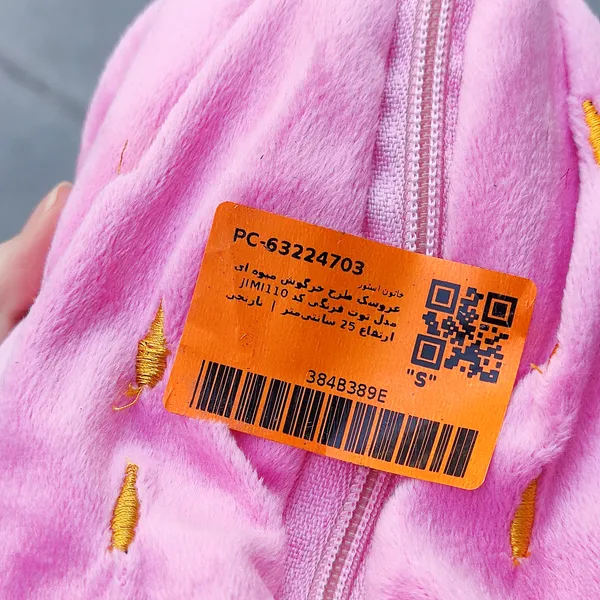 PC-63224703
خاتون استور
عروسک طرح خرگوش میوه ای
مدل توت فرنگی کد JIMI110
ارتفاع 25 سانتی‌متر | نارنجی
"S"
384B389E